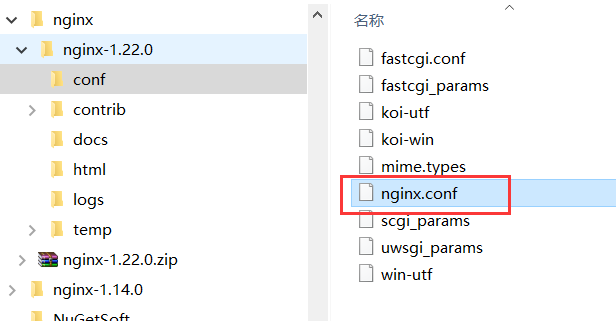 nginx
nginx-1.22.0
conf
contrib
docs
html
logs
temp
nginx-1.22.0.zip
nginx-1.14.0
NuGetSoft
名称
fastcgi.conf
fastcgi_params
koi-utf
koi-win
mime.types
nginx.conf
scgi_params
uwsgi_params
win-utf